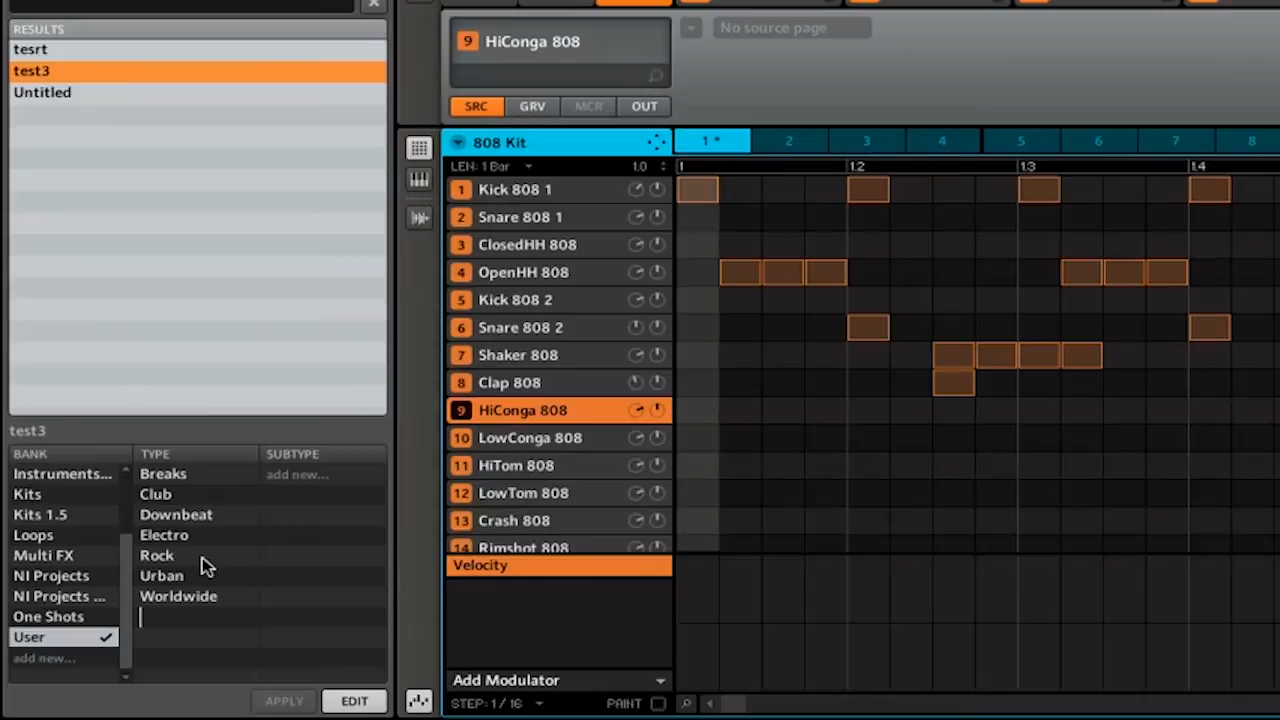 RESULTS
tesrt
test3
Untitled
test3
BANK TYPE SUBTYPE
Instruments... Breaks add new...
Kits Club
Kits 1.5 Downbeat
Loops Electro
Multi FX Rock
NI Projects Urban
NI Projects ... Worldwide
One Shots
User
add new...
APPLY EDIT
9 HiConga 808
No source page
SRC GRV MCR OUT
808 Kit 1* 2 3 4 5 6 7 8
LEN: 1 Bar 1.0 1 1.2 1.3 1.4
1 Kick 808 1
2 Snare 808 1
3 ClosedHH 808
4 OpenHH 808
5 Kick 808 2
6 Snare 808 2
7 Shaker 808
8 Clap 808
9 HiConga 808
10 LowConga 808
11 HiTom 808
12 LowTom 808
13 Crash 808
14 Rimshot 808
Velocity
Add Modulator
STEP: 1 / 16 PAINT